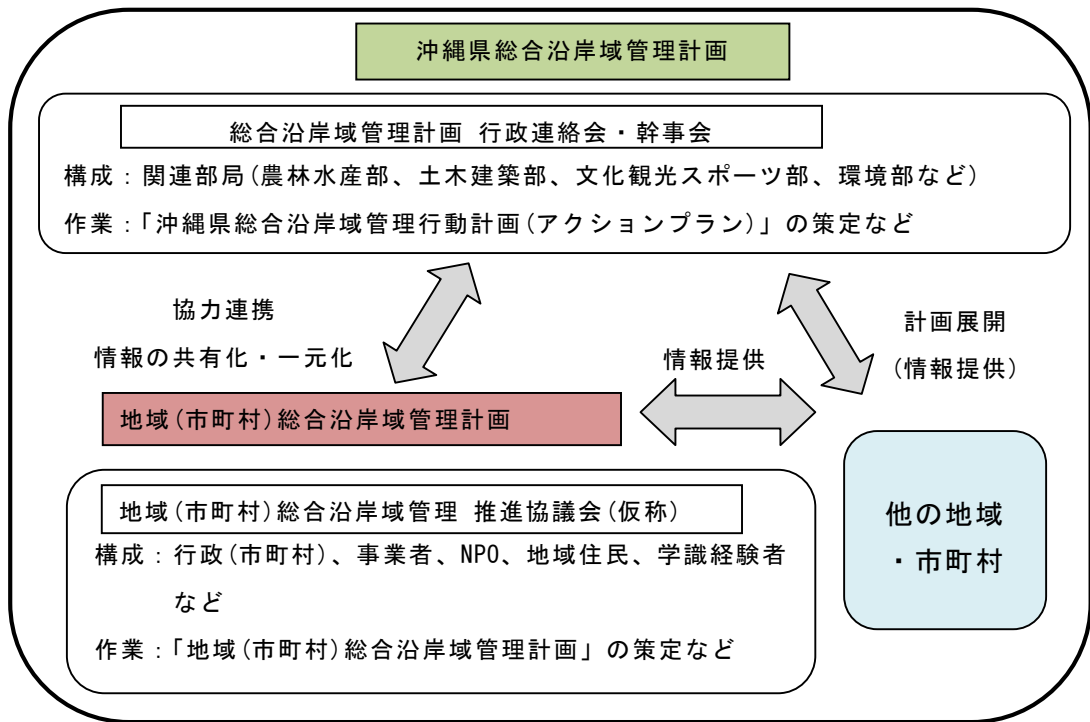 沖縄県総合沿岸域管理計画
総合沿岸域管理計画 行政連絡会・幹事会
構成：関連部局(農林水産部、土木建築部、文化観光スポーツ部、環境部など)
作業：「沖縄県総合沿岸域管理行動計画(アクションプラン)」の策定など
協力連携
情報の共有化・一元化
計画展開
(情報提供)
情報提供
地域(市町村)総合沿岸域管理計画
地域(市町村)総合沿岸域管理 推進協議会(仮称)
構成：行政(市町村)、事業者、NPO、地域住民、学識経験者
など
作業：「地域(市町村)総合沿岸域管理計画」の策定など
他の地域
・市町村